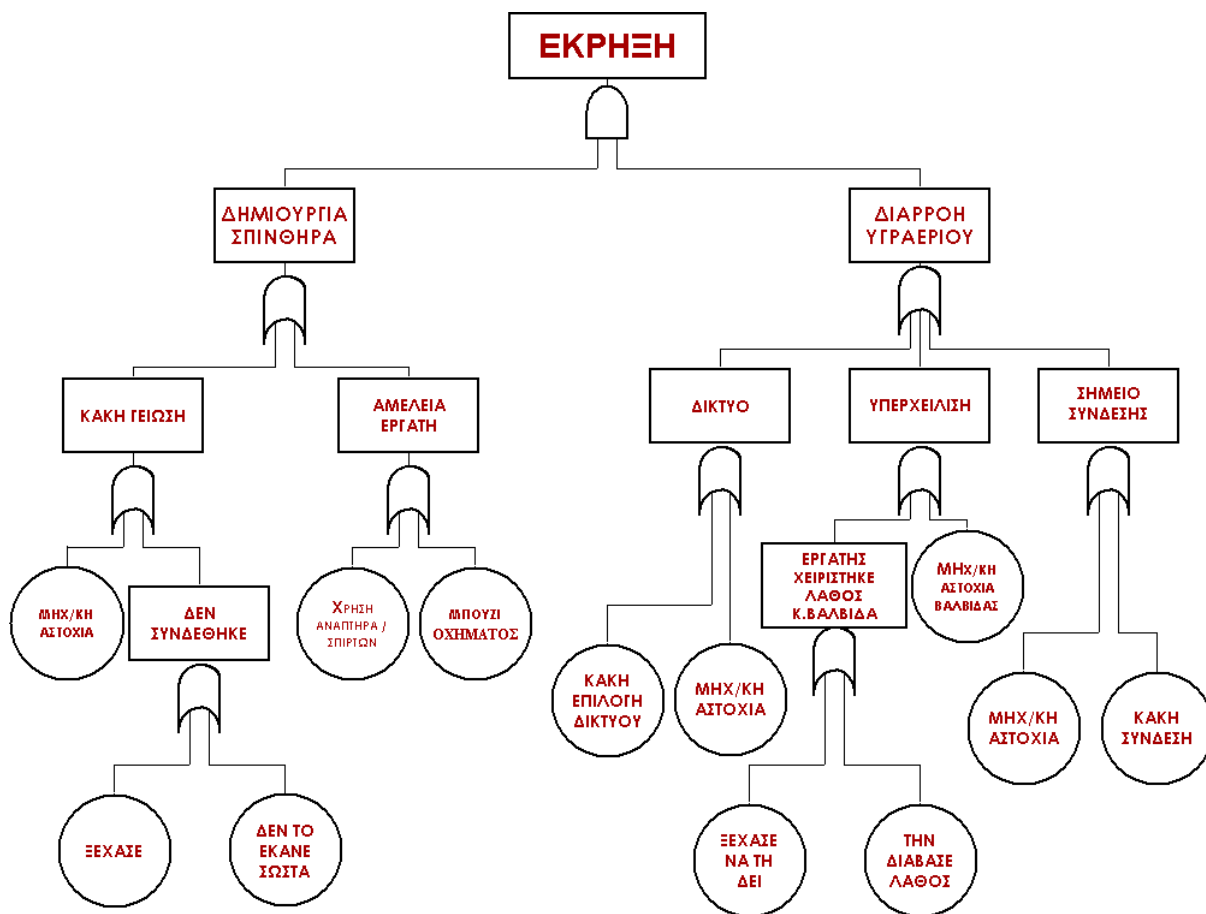 ΕΚΡΗΞΗ
ΔΗΜΙΟΥΡΓΙΑ
ΣΠΙΝΘΗΡΑ
ΔΙΑΡΡΟΗ
ΥΓΡΑΕΡΙΟΥ
ΚΑΚΗ ΓΕΙΩΣΗ
ΑΜΕΛΕΙΑ
ΕΡΓΑΤΗ
ΔΙΚΤΥΟ
ΥΠΕΡΧΕΙΛΙΣΗ
ΣΗΜΕΙΟ
ΣΥΝΔΕΣΗΣ
ΜΗΧ/ΚΗ
ΑΣΤΟΧΙΑ
ΔΕΝ
ΣΥΝΔΕΘΗΚΕ
ΧΡΗΣΗ
ΑΝΑΠΤΗΡΑ /
ΣΠΙΡΤΩΝ
ΜΠΟΥΖΙ
ΟΧΗΜΑΤΟΣ
ΕΡΓΑΤΗΣ
ΧΕΙΡΙΣΤΗΚΕ
ΛΑΘΟΣ
Κ.ΒΑΛΒΙΔΑ
ΜΗΧ/ΚΗ
ΑΣΤΟΧΙΑ
ΒΑΛΒΙΔΑΣ
ΚΑΚΗ
ΕΠΙΛΟΓΗ
ΔΙΚΤΥΟΥ
ΜΗΧ/ΚΗ
ΑΣΤΟΧΙΑ
ΜΗΧ/ΚΗ
ΑΣΤΟΧΙΑ
ΚΑΚΗ
ΣΥΝΔΕΣΗ
ΞΕΧΑΣΕ
ΔΕΝ ΤΟ
ΕΚΑΝΕ
ΣΩΣΤΑ
ΞΕΧΑΣΕ
ΝΑ ΤΗ
ΔΕΙ
ΤΗΝ
ΔΙΑΒΑΣΕ
ΛΑΘΟΣ